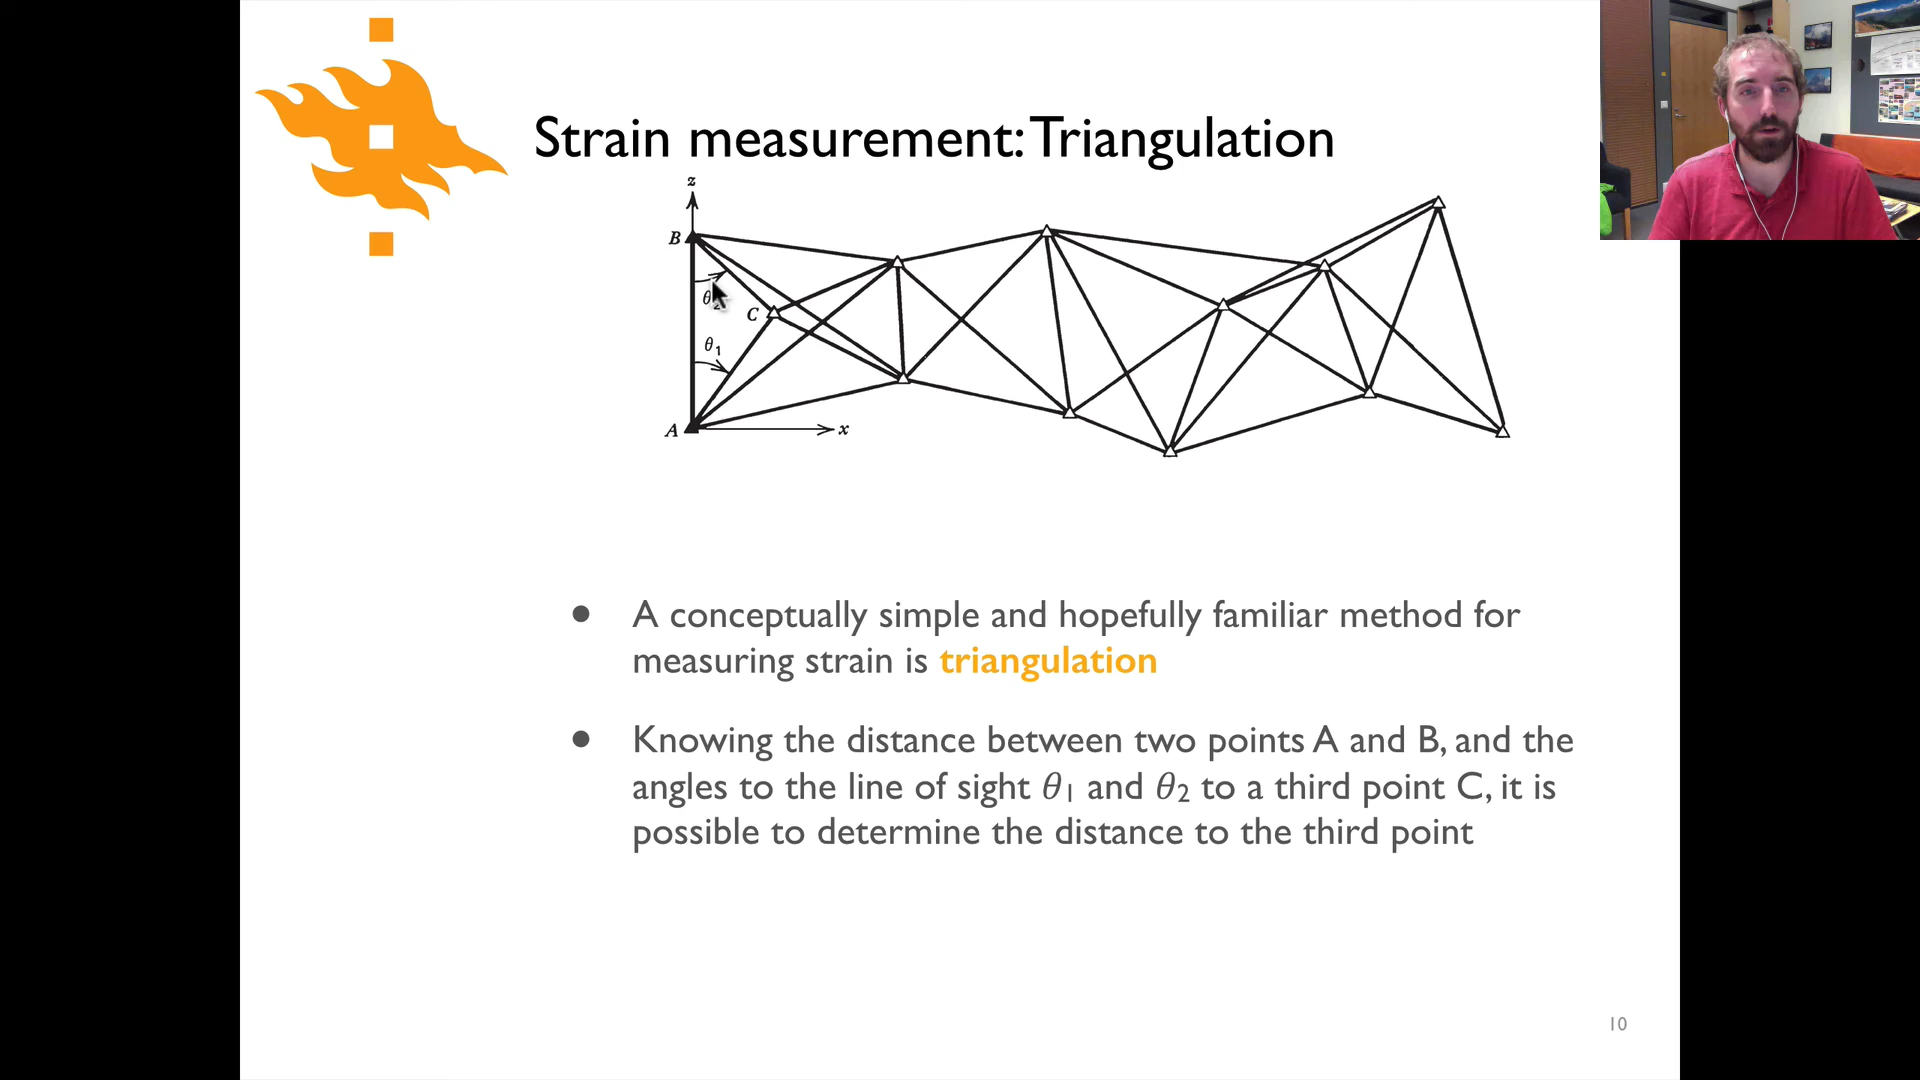 Strain measurement: Triangulation
z
B
θ2
C
θ1
A
x
• A conceptually simple and hopefully familiar method for
measuring strain is triangulation
• Knowing the distance between two points A and B, and the
angles to the line of sight θ1 and θ2 to a third point C, it is
possible to determine the distance to the third point
10